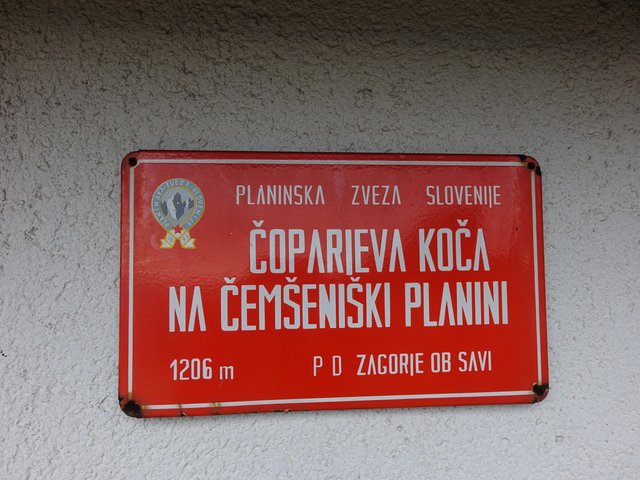 PLANINSKA ZVEZA SLOVENIJE
ČOPARJEVA KOČA
NA ČEMŠENIŠKI PLANINI
1206 m P D ZAGORJE OB SAVI